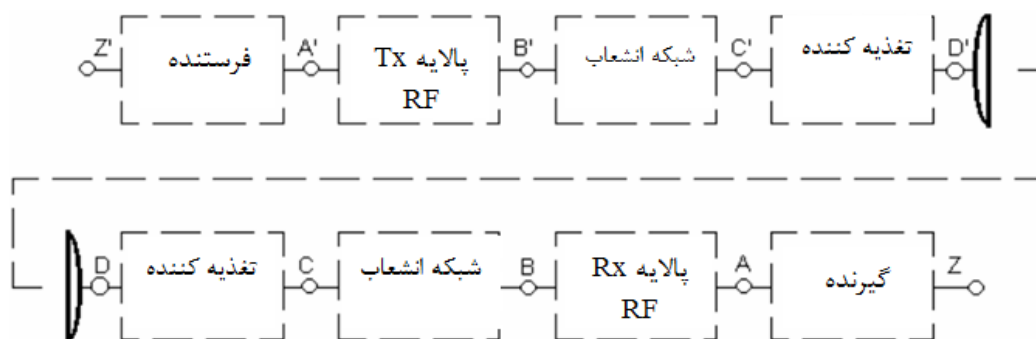 Z' فرستنده A' پالایه Tx RF B' شبکه انشعاب C' تغذیه کننده D'
D تغذیه کننده C شبکه انشعاب B پالایه Rx RF A گیرنده Z